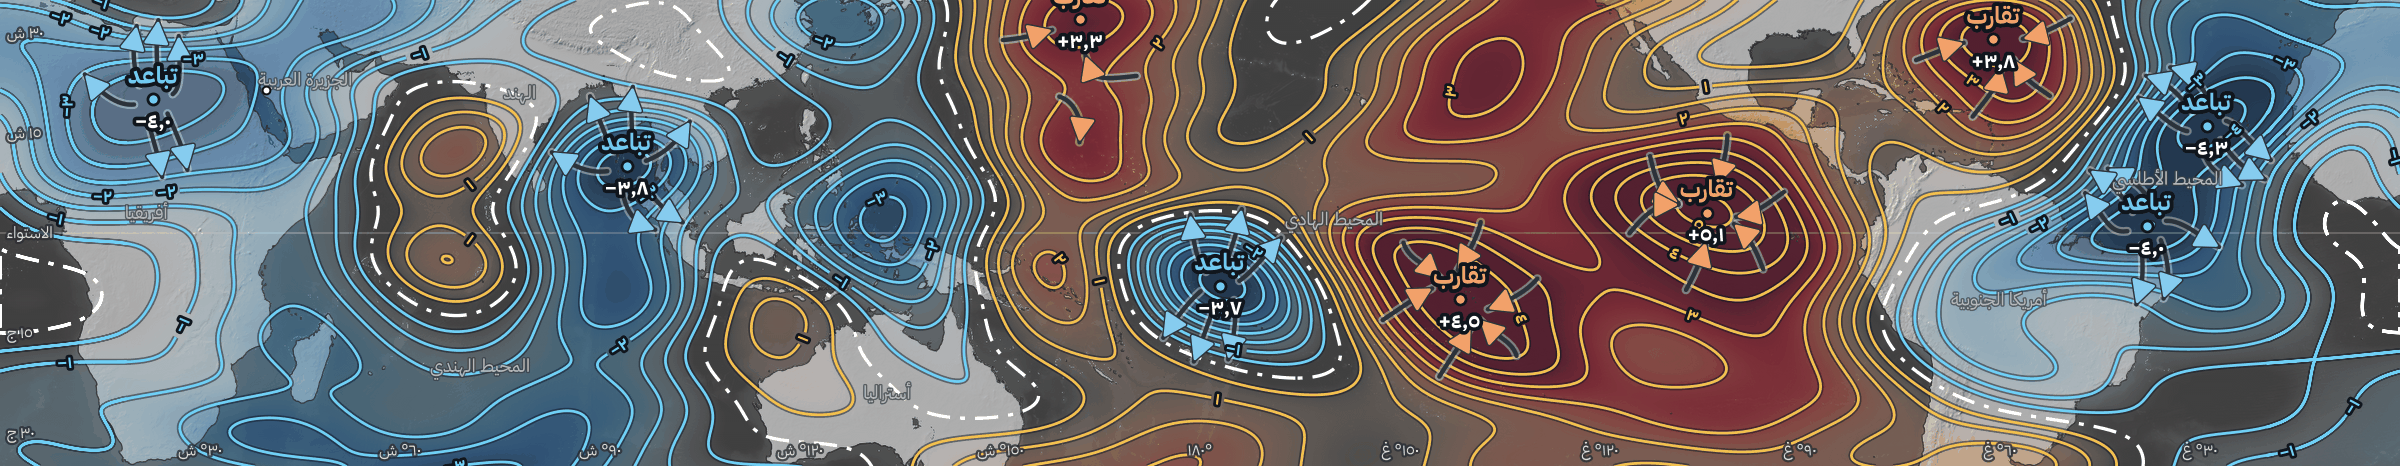 تقارب
+٣,٣
تقارب
+٣,٨
تباعد
−٤,٠
تباعد
−٣,٨
تباعد
−٤,٣
تباعد
−٤,٠
تقارب
+٥,١
تباعد
−٣,٧
تقارب
+٤,٥
الجزيرة العربية
الهند
أفريقيا
المحيط الهادي
المحيط الأطلسي
أمريكا الجنوبية
المحيط الهندي
أستراليا
٣٠ ش
١٥ ش
الاستواء
١٥ ج
٣٠ ج
٣٠° ش
٦٠° ش
٩٠° ش
١٢٠° ش
١٥٠° ش
١٨٠°
١٥٠° غ
١٢٠° غ
٩٠° غ
٦٠° غ
٣٠° غ